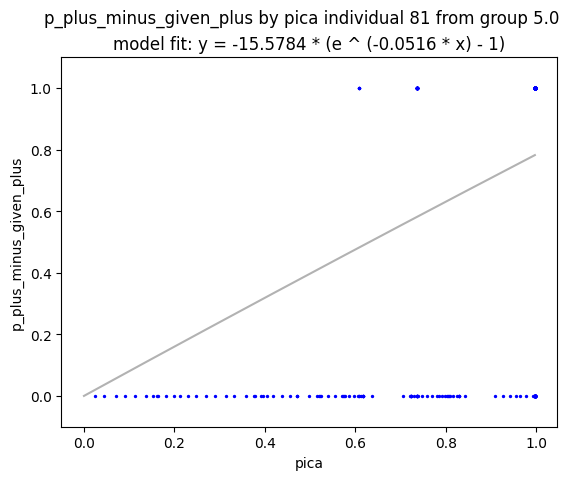 p_plus_minus_given_plus by pica individual 81 from group 5.0
model fit: y = -15.5784 * (e ^ (-0.0516 * x) - 1)
1.0
0.8
0.6
0.4
0.2
0.0
p_plus_minus_given_plus
0.0 0.2 0.4 0.6 0.8 1.0
pica